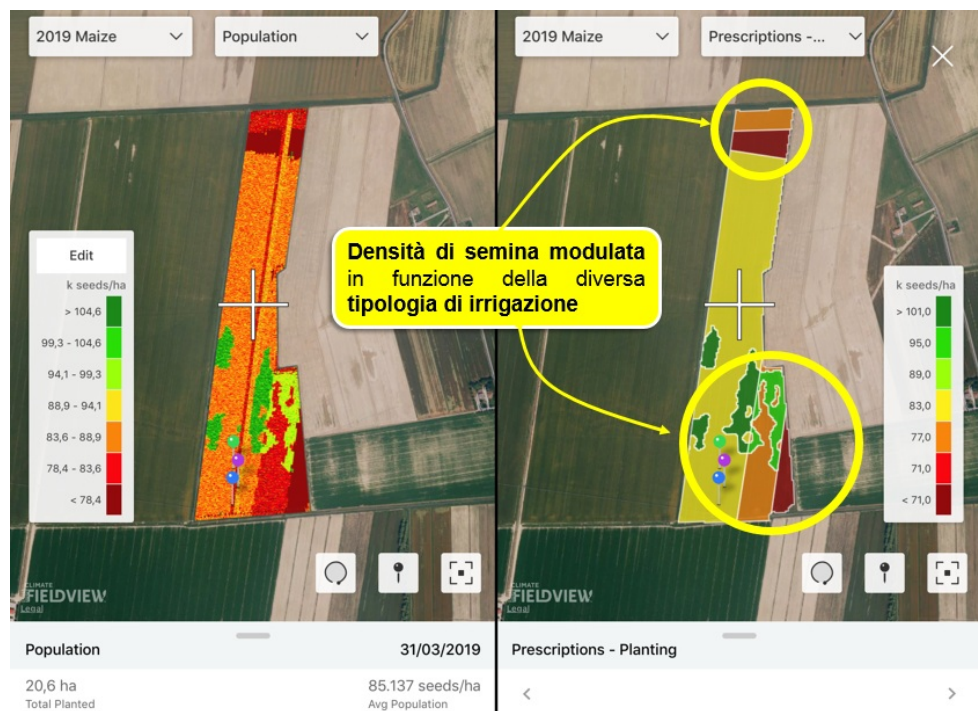 2019 Maize
Population
Edit
k seeds/ha
> 104,6
99,3 - 104,6
94,1 - 99,3
88,9 - 94,1
83,6 - 88,9
78,4 - 83,6
< 78,4
CLIMATE
FIELDVIEW
Legal
Population
31/03/2019
20,6 ha
Total Planted
85.137 seeds/ha
Avg Population
2019 Maize
Prescriptions -...
Densità di semina modulata
in funzione della diversa
tipologia di irrigazione
k seeds/ha
> 101,0
95,0
89,0
83,0
77,0
71,0
< 71,0
CLIMATE
FIELDVIEW
Legal
Prescriptions - Planting